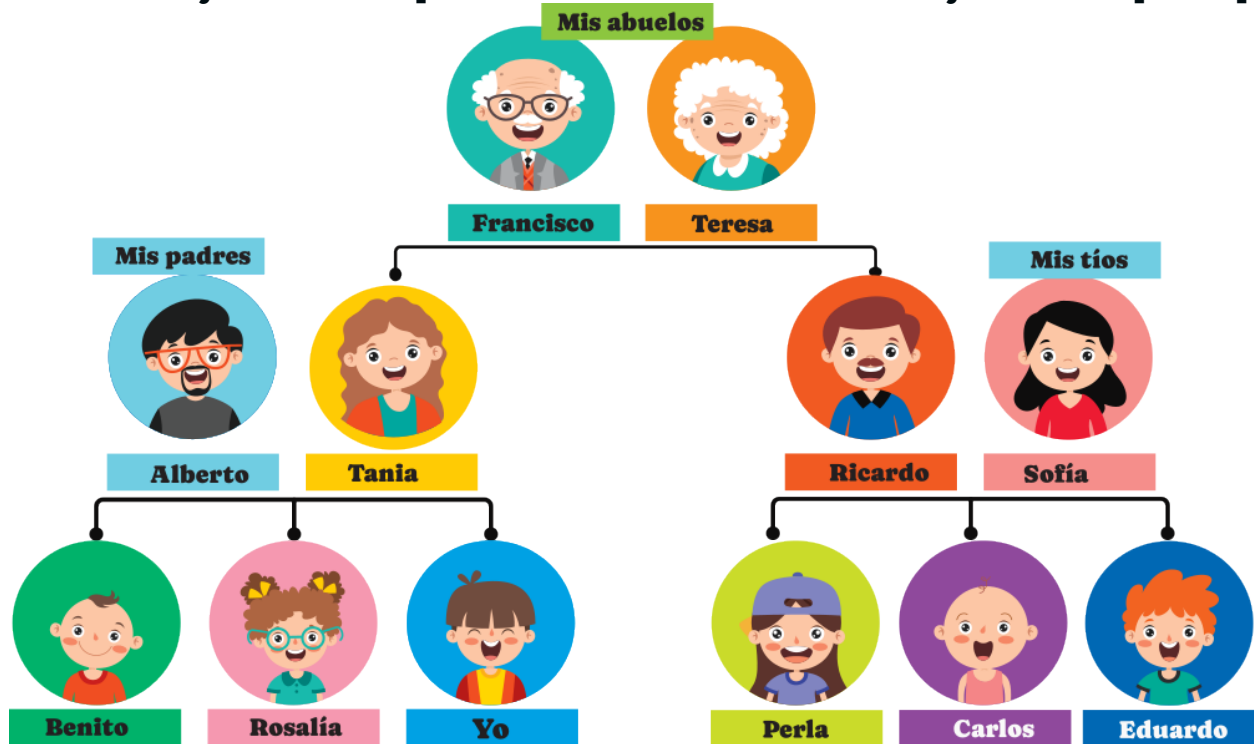 Mis abuelos
Francisco
Teresa
Mis padres
Mis tíos
Alberto
Tania
Ricardo
Sofía
Benito
Rosalía
Yo
Perla
Carlos
Eduardo